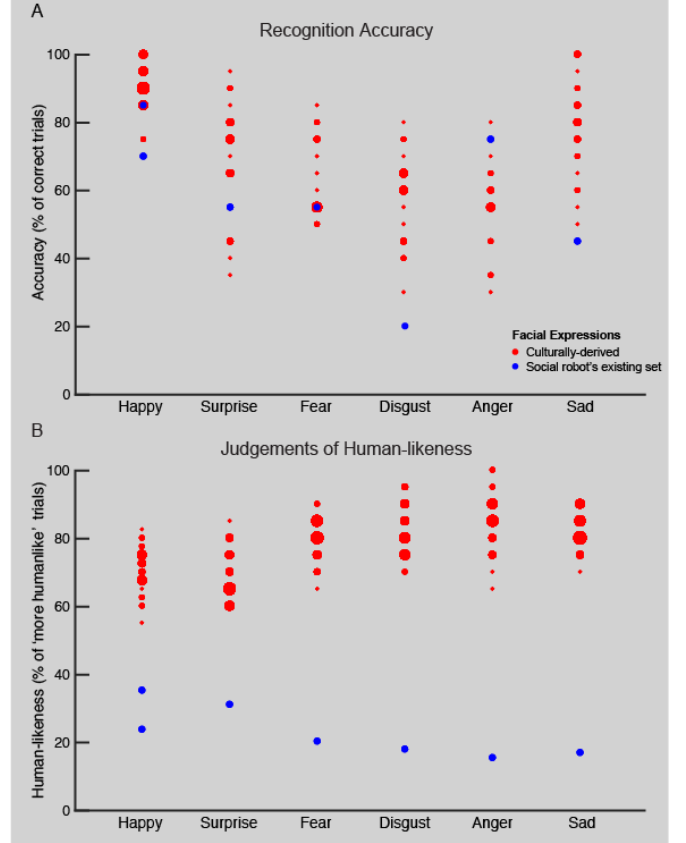 A
Recognition Accuracy
Accuracy (% of correct trials)
100
80
60
40
20
0
Facial Expressions
Culturally-derived
Social robot's existing set
Happy Surprise Fear Disgust Anger Sad
B
Judgements of Human-likeness
Human-likeness (% of 'more humanlike' trials)
100
80
60
40
20
0
Happy Surprise Fear Disgust Anger Sad